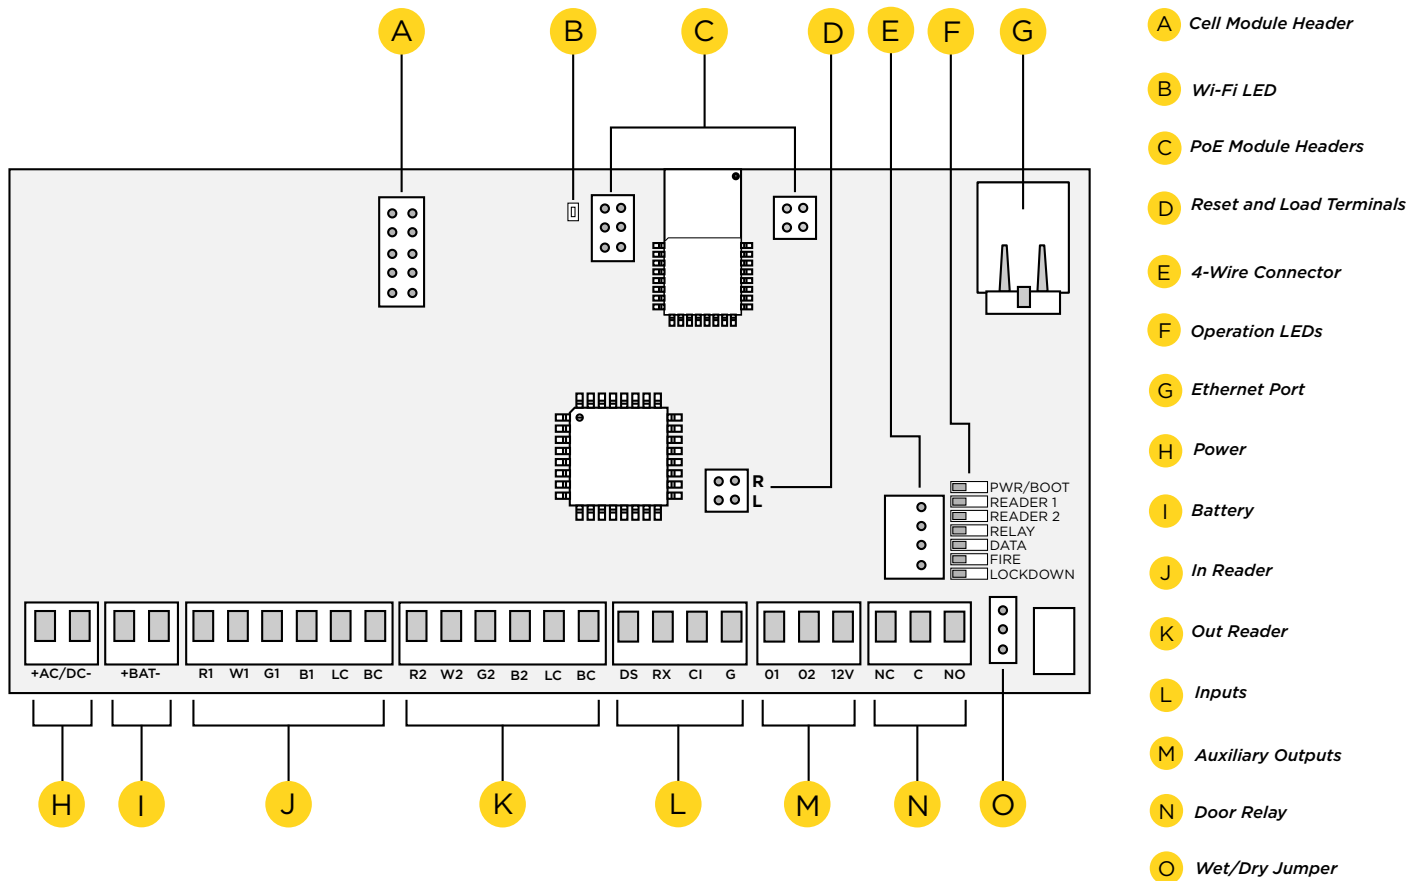 A
B
C
D
E
F
G
R
L
PWR/BOOT
READER 1
READER 2
RELAY
DATA
FIRE
LOCKDOWN
+AC/DC-
+BAT-
R1 W1 G1 B1 LC BC
R2 W2 G2 B2 LC BC
DS RX CI G
01 02 12V
NC C NO
H
I
J
K
L
M
N
O
A Cell Module Header
B Wi-Fi LED
C PoE Module Headers
D Reset and Load Terminals
E 4-Wire Connector
F Operation LEDs
G Ethernet Port
H Power
I Battery
J In Reader
K Out Reader
L Inputs
M Auxiliary Outputs
N Door Relay
O Wet/Dry Jumper